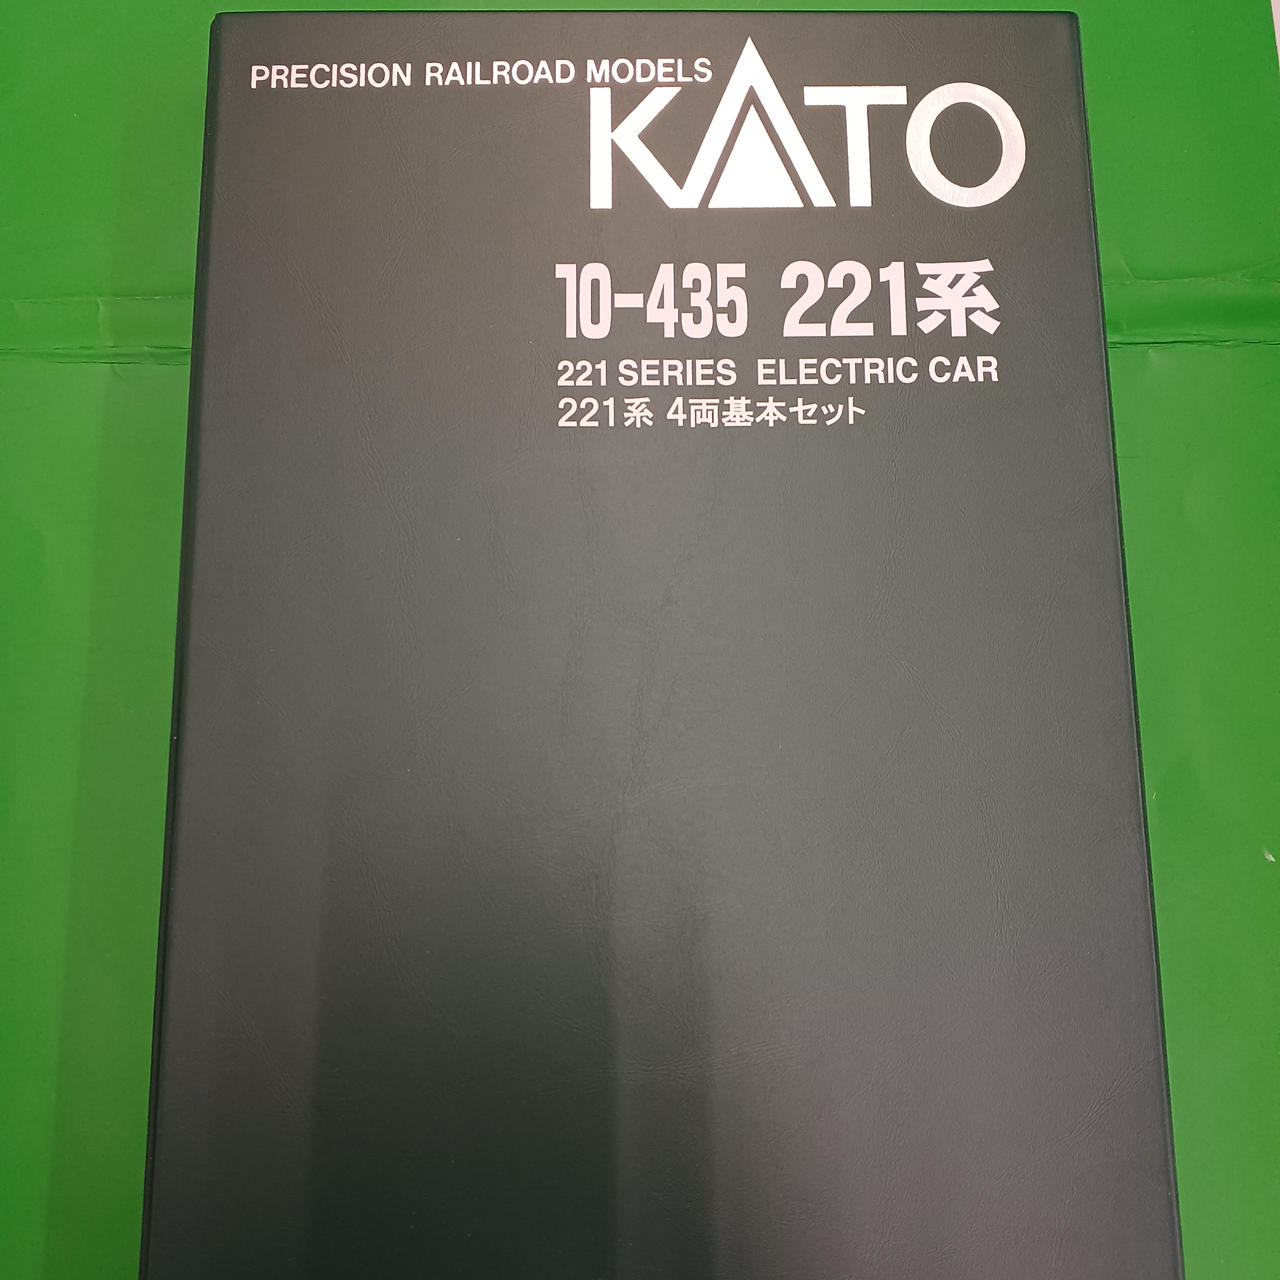 PRECISION RAILROAD MODELS
KATO
10-435 221系
221 SERIES ELECTRIC CAR
221系 4両基本セット